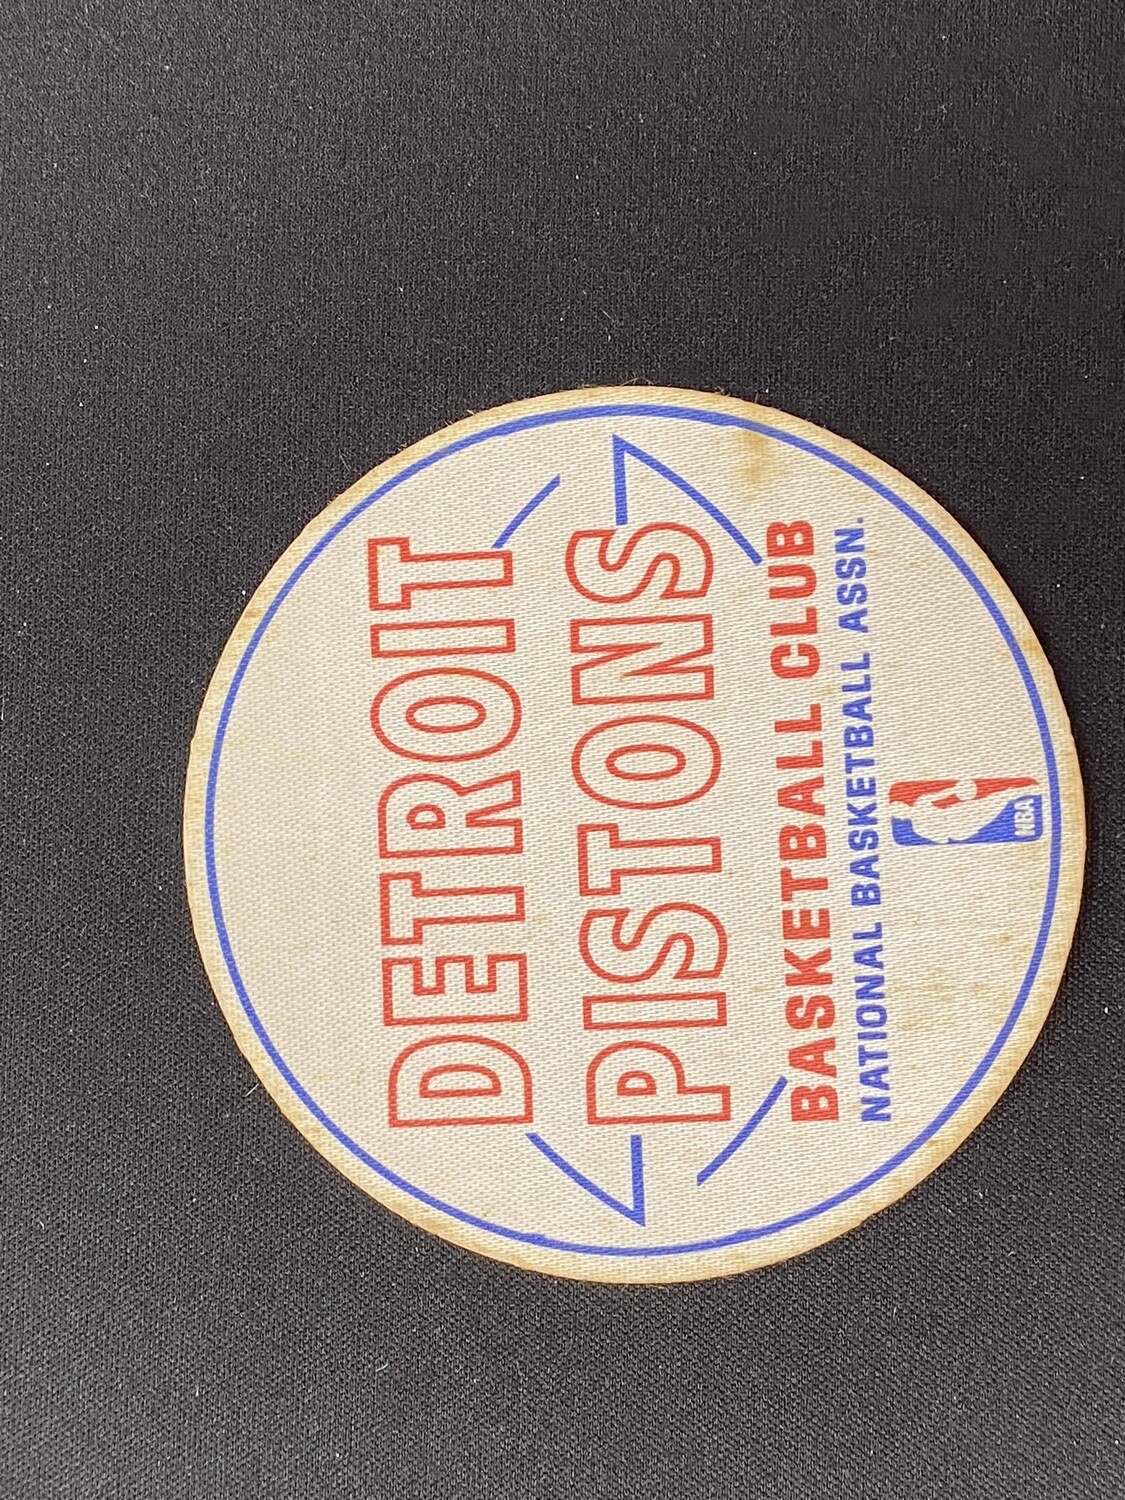 DETROIT
PISTONS
BASKETBALL CLUB
NATIONAL BASKETBALL ASSN.
NBA